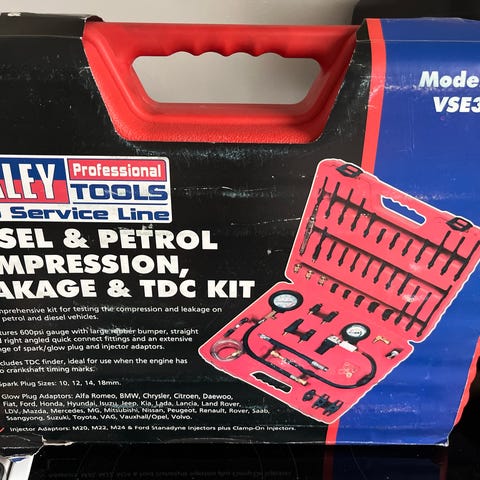 Model
VSE3
LEY Professional
TOOLS
Service Line
SEL & PETROL
MPRESSION,
AKAGE & TDC KIT
mprehensive kit for testing the compression and leakage on
petrol and diesel vehicles.
tures 600psi gauge with large rubber bumper, straight
d right angled quick connect fittings and an extensive
ge of spark/glow plug and injector adaptors.
cludes TDC finder, ideal for use when the engine has
o crankshaft timing marks.
Spark Plug Sizes: 10, 12, 14, 18mm.
Glow Plug Adaptors: Alfa Romeo, BMW, Chrysler, Citroen, Daewoo,
Fiat, Ford, Honda, Hyundai, Isuzu, Jeep, Kia, Lada, Lancia, Land Rover,
LDV, Mazda, Mercedes, MG, Mitsubishi, Nissan, Peugeot, Renault, Rover, Saab,
Ssangyong, Suzuki, Toyota, VAG, Vauxhall/Opel, Volvo.
Injector Adaptors: M20, M22, M24 & Ford Stanadyne injectors plus Clamp-On Injectors.